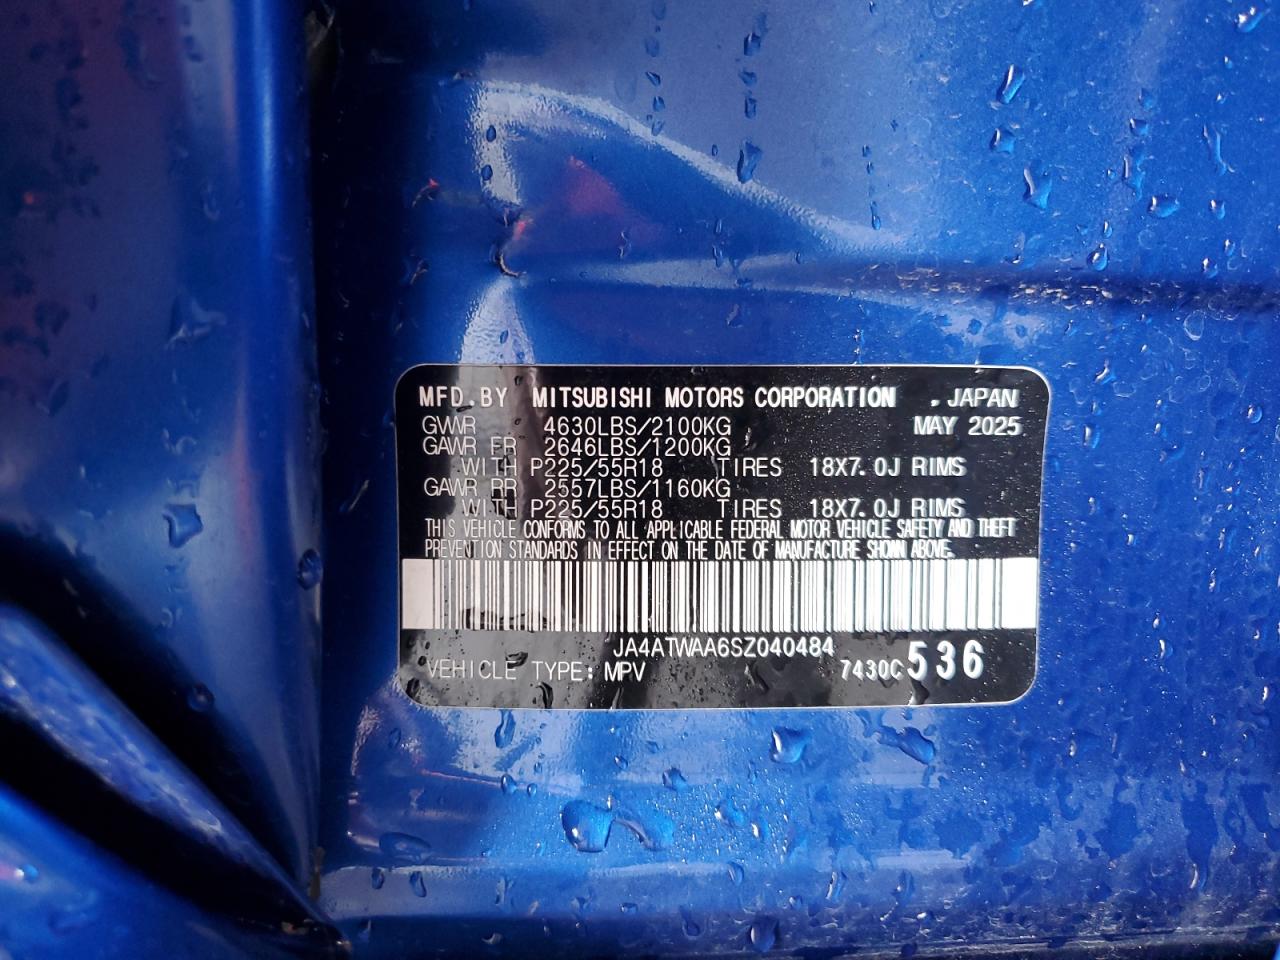 MFD.BY MITSUBISHI MOTORS CORPORATION , JAPAN
GVWR 4630LBS/2100KG MAY 2025
GAWR FR 2646LBS/1200KG
WITH P225/55R18 TIRES 18X7.0J RIMS
GAWR RR 2557LBS/1160KG
WITH P225/55R18 TIRES 18X7.0J RIMS
THIS VEHICLE CONFORMS TO ALL APPLICABLE FEDERAL MOTOR VEHICLE SAFETY AND THEFT
PREVENTION STANDARDS IN EFFECT ON THE DATE OF MANUFACTURE SHOWN ABOVE.
JA4ATWAA6SZ040484
VEHICLE TYPE: MPV 7430C 536